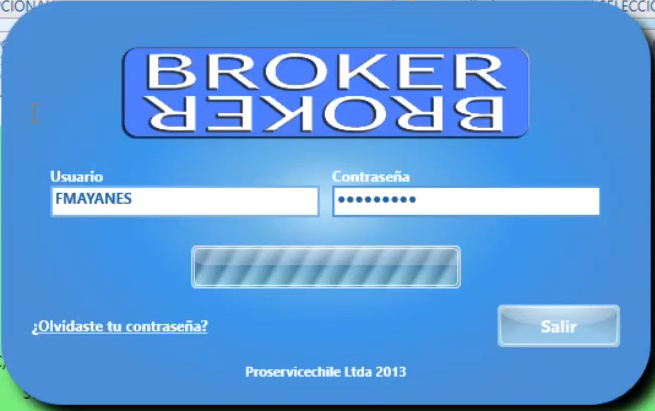 BROKER
BROKER
Usuario
Contraseña
FMAYANES
•••••••••
¿Olvidaste tu contraseña?
Salir
Proservicechile Ltda 2013